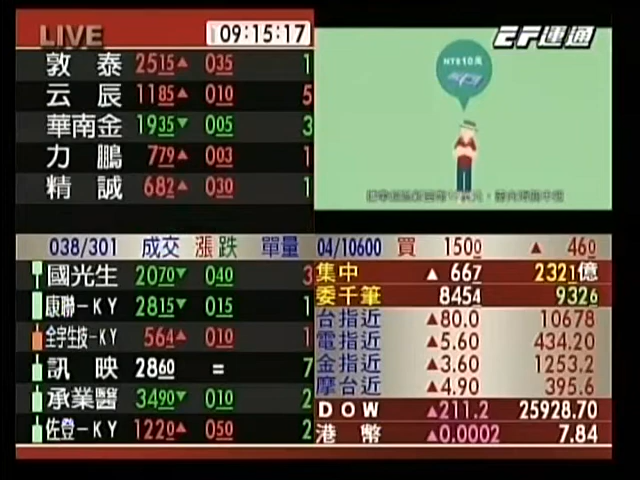 LIVE 09:15:17
敦泰 2515▲ 035 1
云辰 1185▲ 010 5
華南金 1935▼ 005 3
力鵬 779▲ 003 1
精誠 682▲ 030 1
運通
NT$10萬
038/301 成交 漲跌 單量
國光生 2070▼ 040 3
康聯-KY 2815▼ 015 1
全宇生技-KY 564▲ 010 1
訊映 2860 = 7
承業醫 3490▼ 010 2
佐登-KY 1220▲ 050 2
04/10600 買 1500 ▲ 460
集中 ▲ 667 2321億
委千筆 8454 9326
台指近 ▲80.0 10678
電指近 ▲5.60 434.20
金指近 ▲3.60 1253.2
摩台近 ▲4.90 395.6
DOW ▲211.2 25928.70
港幣 ▲0.0002 7.84